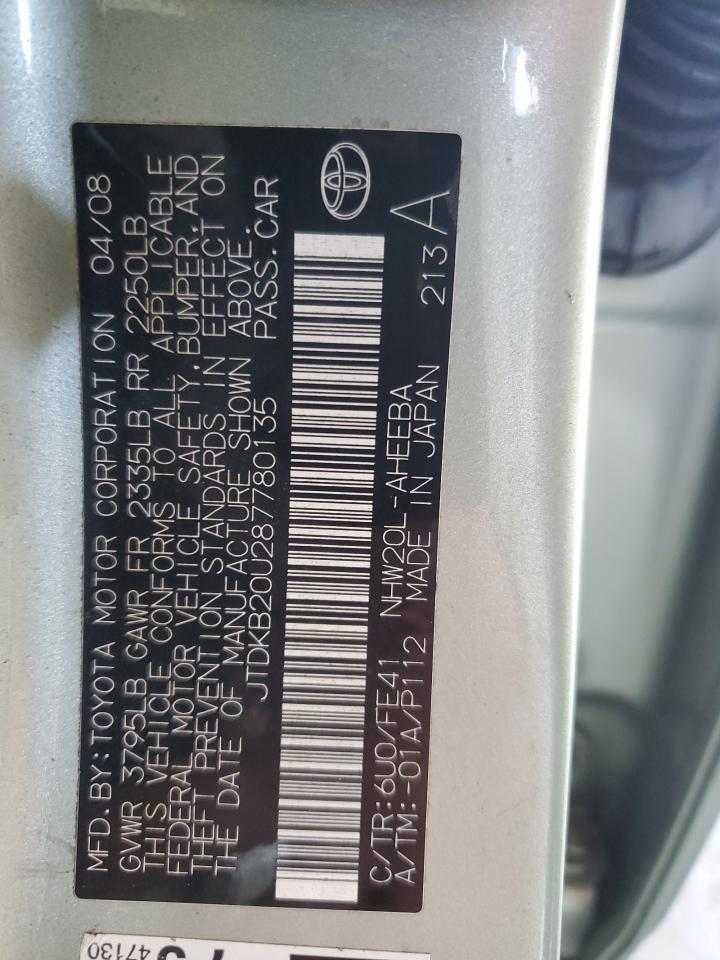 MFD. BY: TOYOTA MOTOR CORPORATION 04/08
GVWR 3795LB GAWR FR 2335LB RR 2250LB
THIS VEHICLE CONFORMS TO ALL APPLICABLE
FEDERAL MOTOR VEHICLE SAFETY, BUMPER, AND
THEFT PREVENTION STANDARDS IN EFFECT ON
THE DATE OF MANUFACTURE SHOWN ABOVE.
JTDKB20U287780135 PASS. CAR
C/TR: 6U0/FE41 NHW20L-AHEEBA
A/TM: -01A/P112 MADE IN JAPAN 213 A
47130